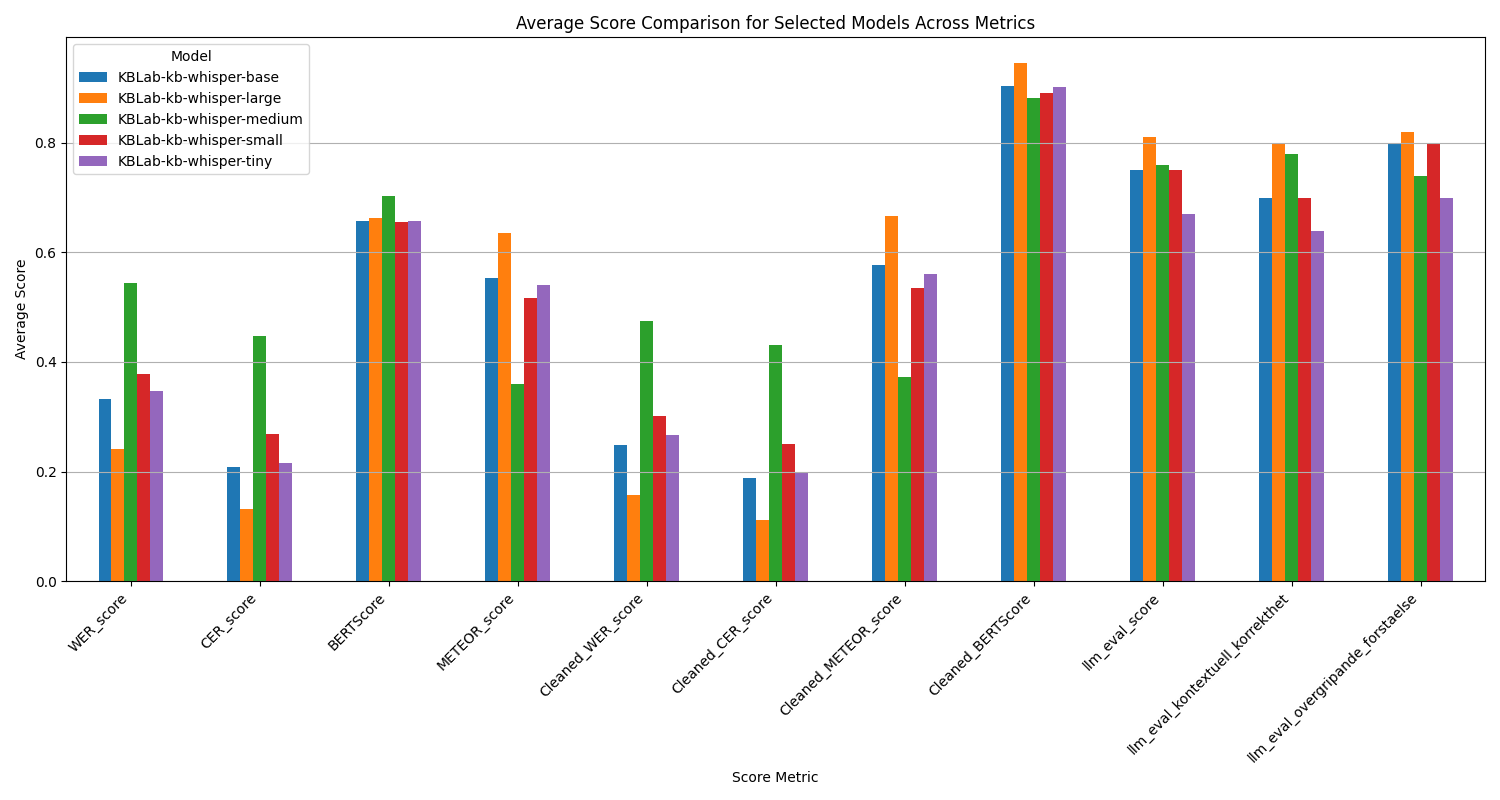 Average Score Comparison for Selected Models Across Metrics
Model
KBLab-kb-whisper-base
KBLab-kb-whisper-large
KBLab-kb-whisper-medium
KBLab-kb-whisper-small
KBLab-kb-whisper-tiny
Average Score
0.8
0.6
0.4
0.2
0.0
WER_score
CER_score
BERTScore
METEOR_score
Cleaned_WER_score
Cleaned_CER_score
Cleaned_METEOR_score
Cleaned_BERTScore
llm_eval_score
llm_eval_kontextuell_korrekthet
llm_eval_overgripande_forstaelse
Score Metric